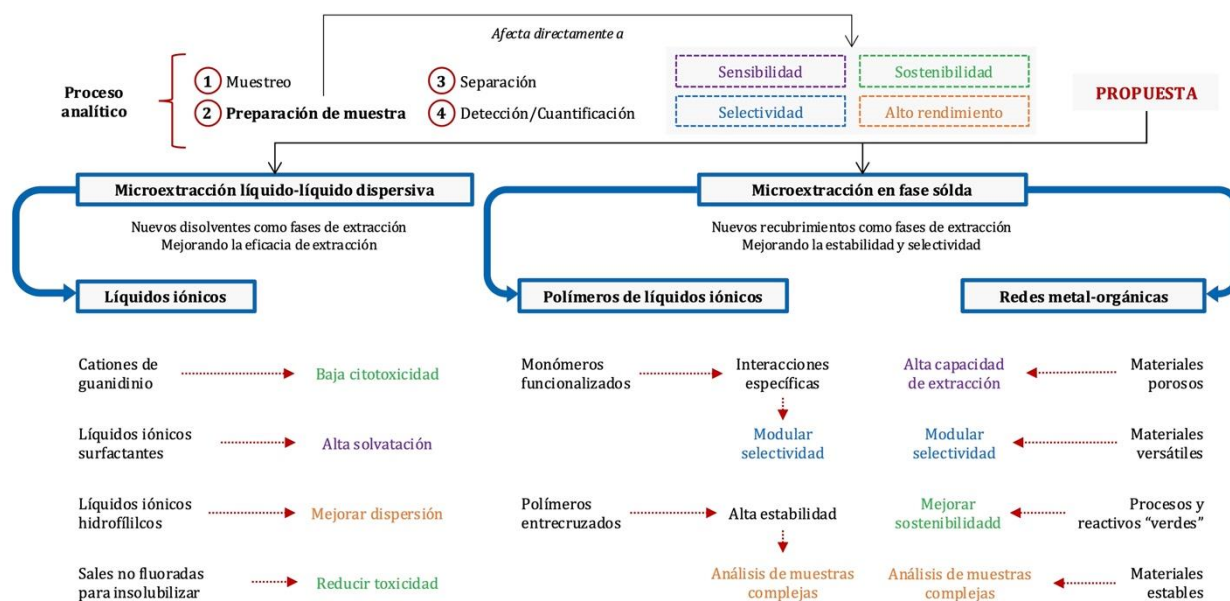 Afecta directamente a
Proceso
analítico
1 Muestreo
2 Preparación de muestra
3 Separación
4 Detección/Cuantificación
Sensibilidad
Sostenibilidad
Selectividad
Alto rendimiento
PROPUESTA
Microextracción líquido-líquido dispersiva
Nuevos disolventes como fases de extracción
Mejorando la eficacia de extracción
Microextracción en fase sólda
Nuevos recubrimientos como fases de extracción
Mejorando la estabilidad y selectividad
Líquidos iónicos
Polímeros de líquidos iónicos
Redes metal-orgánicas
Cationes de
guanidinio
Baja citotoxicidad
Líquidos iónicos
surfactantes
Alta solvatación
Líquidos iónicos
hidrofílilcos
Mejorar dispersión
Sales no fluoradas
para insolubilizar
Reducir toxicidad
Monómeros
funcionalizados
Interacciones
específicas
Modular
selectividad
Polímeros
entrecruzados
Alta estabilidad
Análisis de muestras
complejas
Alta capacidad
de extracción
Materiales
porosos
Modular
selectividad
Materiales
versátiles
Mejorar
sostenibilidadd
Procesos y
reactivos “verdes”
Análisis de muestras
complejas
Materiales
estables